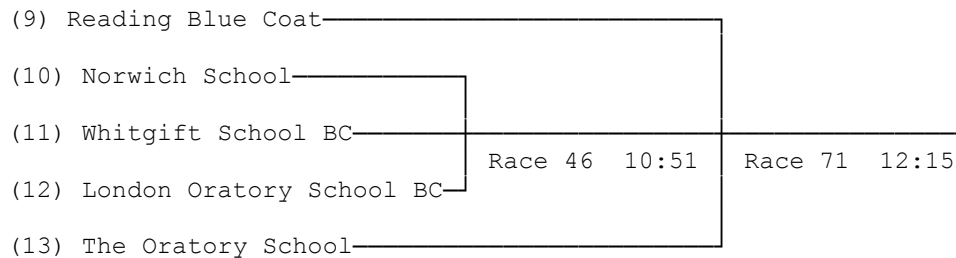 (9) Reading Blue Coat
(10) Norwich School
(11) Whitgift School BC
Race 46 10:51 Race 71 12:15
(12) London Oratory School BC
(13) The Oratory School